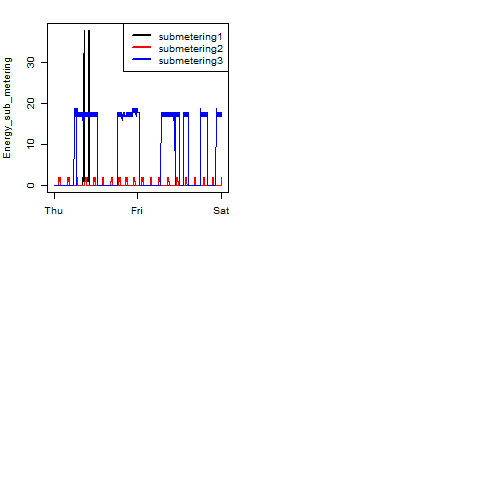 submetering1
submetering2
submetering3
Energy_sub_metering
30
20
10
0
Thu Fri Sat